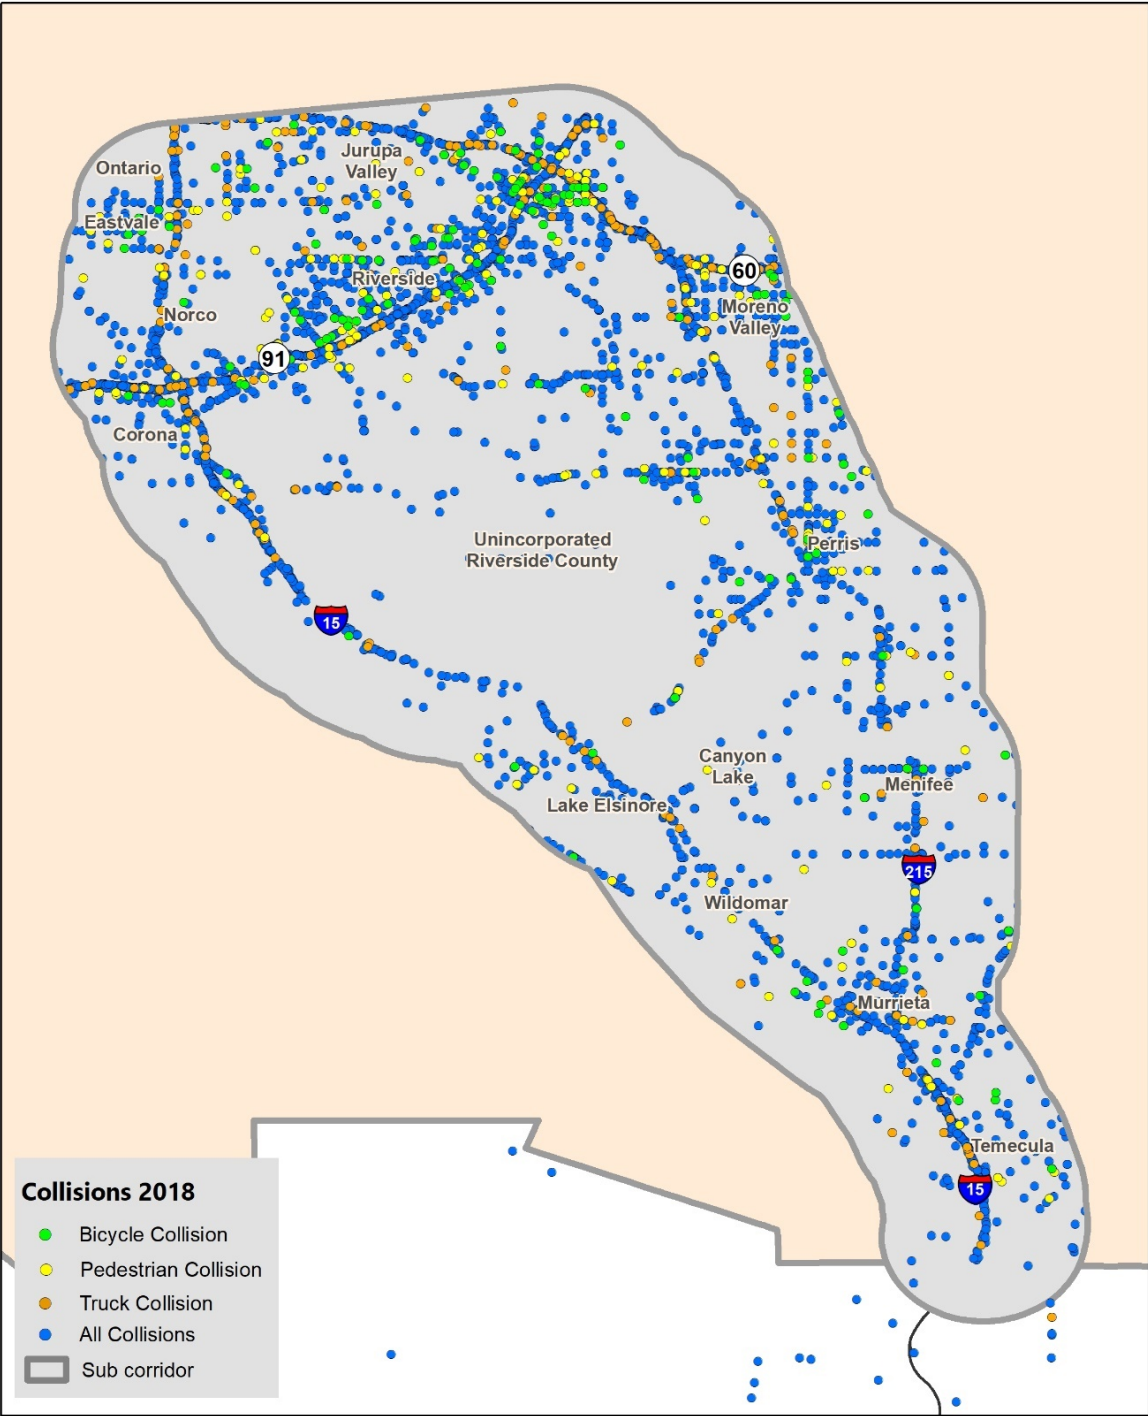 Ontario
Jurupa
Valley
Eastvale
Riverside
60
Norco
Moreno
Valley
91
Corona
Unincorporated
Riverside County
Perris
15
Canyon
Lake
Menifee
Lake Elsinore
215
Wildomar
Murrieta
Temecula
15
Collisions 2018
Bicycle Collision
Pedestrian Collision
Truck Collision
All Collisions
Sub corridor